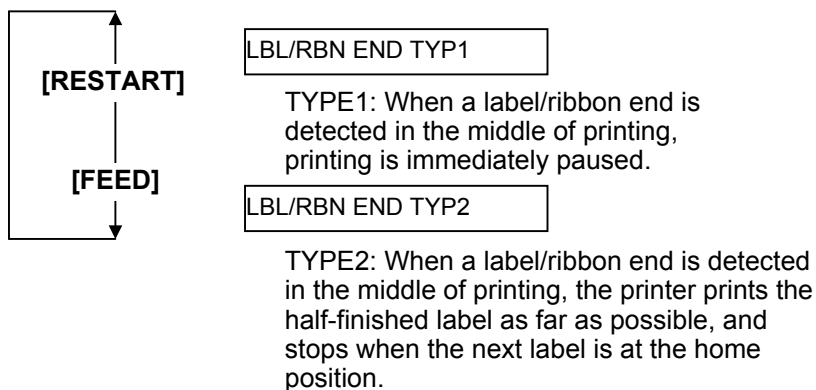 [RESTART]
[FEED]
LBL/RBN END TYP1
TYPE1: When a label/ribbon end is
detected in the middle of printing,
printing is immediately paused.
LBL/RBN END TYP2
TYPE2: When a label/ribbon end is detected
in the middle of printing, the printer prints the
half-finished label as far as possible, and
stops when the next label is at the home
position.